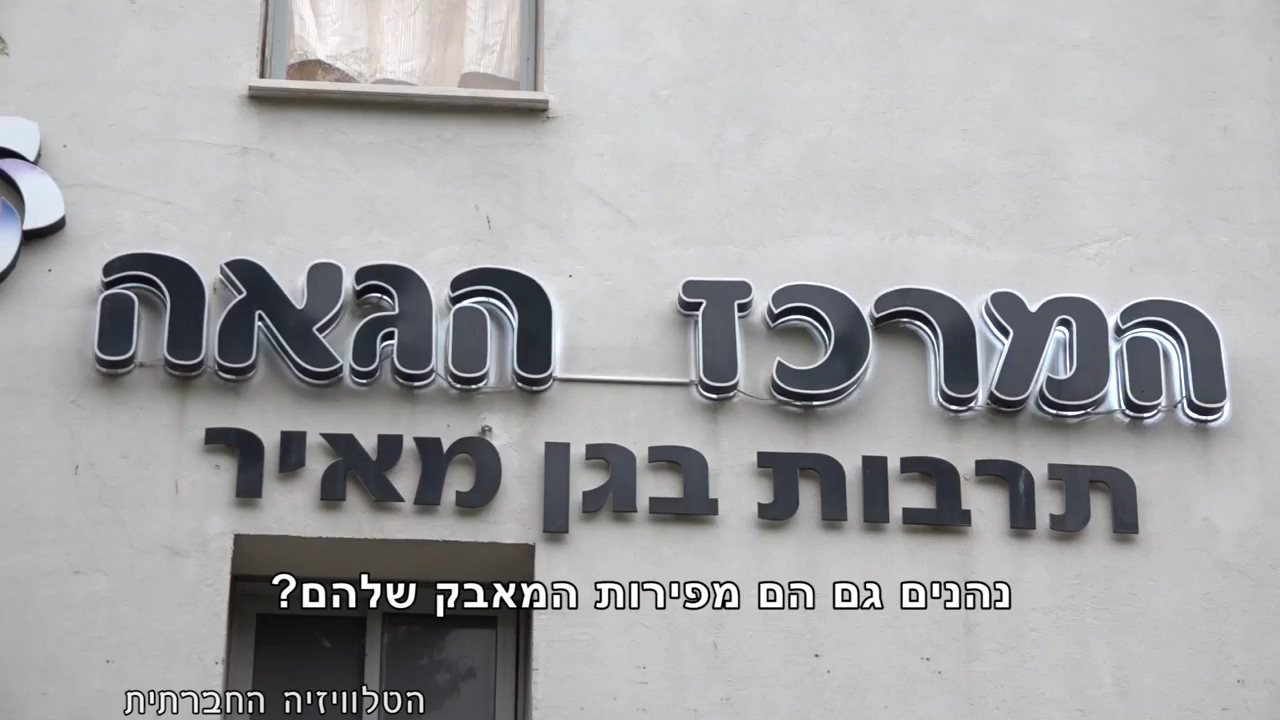 המרכז הגאה
תרבות בגן מאיר
נהנים גם הם מפירות המאבק שלהם?
הטלוויזיה החברתית